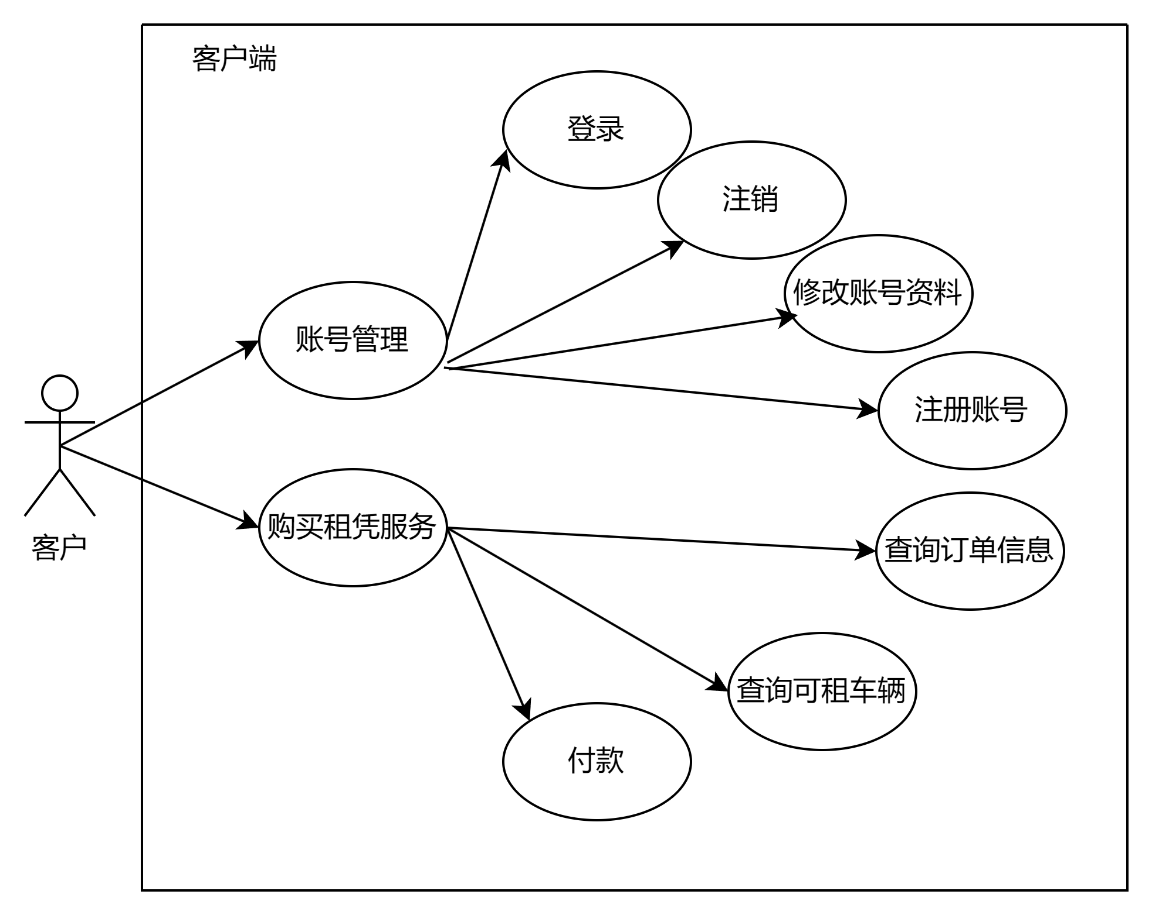 客户端
登录
注销
修改账号资料
账号管理
注册账号
购买租凭服务
客户
查询订单信息
查询可租车辆
付款